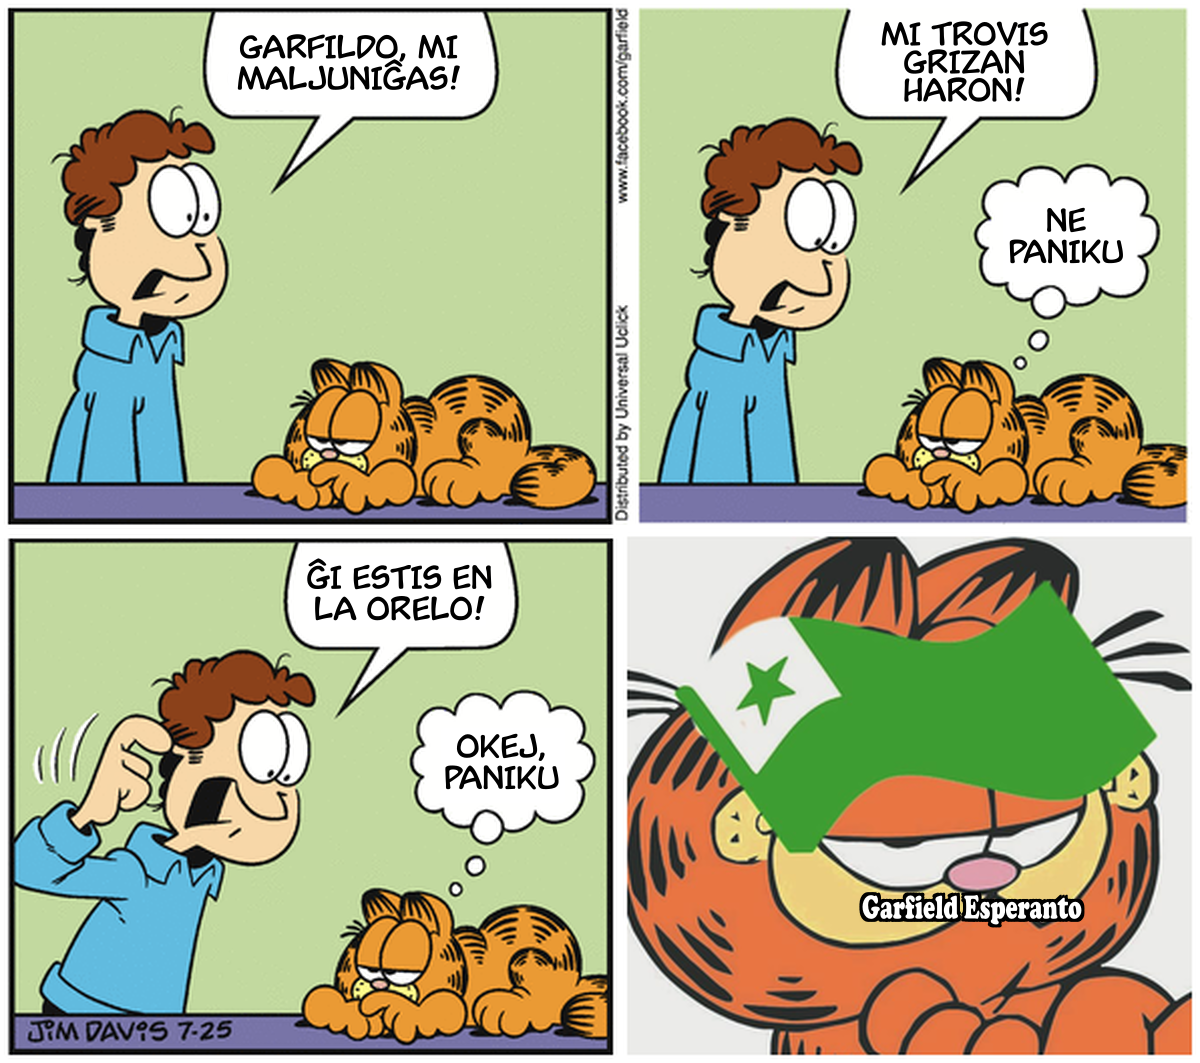 GARFILDO, MI
MALJUNIĜAS!
www.facebook.com/garfield
Distributed by Universal Uclick
MI TROVIS
GRIZAN
HARON!
NE
PANIKU
ĜI ESTIS EN
LA ORELO!
OKEJ,
PANIKU
JIM DAVIS 7-25
Garfield Esperanto